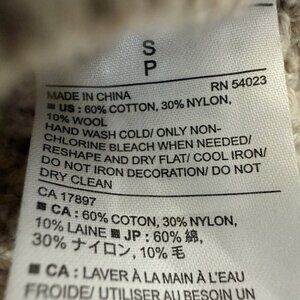 S
P
RN 54023
MADE IN CHINA
■ US : 60% COTTON, 30% NYLON,
10% WOOL
HAND WASH COLD/ ONLY NON-
CHLORINE BLEACH WHEN NEEDED/
RESHAPE AND DRY FLAT/ COOL IRON/
DO NOT IRON DECORATION/ DO NOT
DRY CLEAN
CA 17897
■ CA : 60% COTON, 30% NYLON,
10% LAINE ■ JP : 60% 綿,
30% ナイロン, 10% 毛
■ CA : LAVER À LA MAIN À L'EAU
FROIDE/ UTILISER AU BESOIN UN